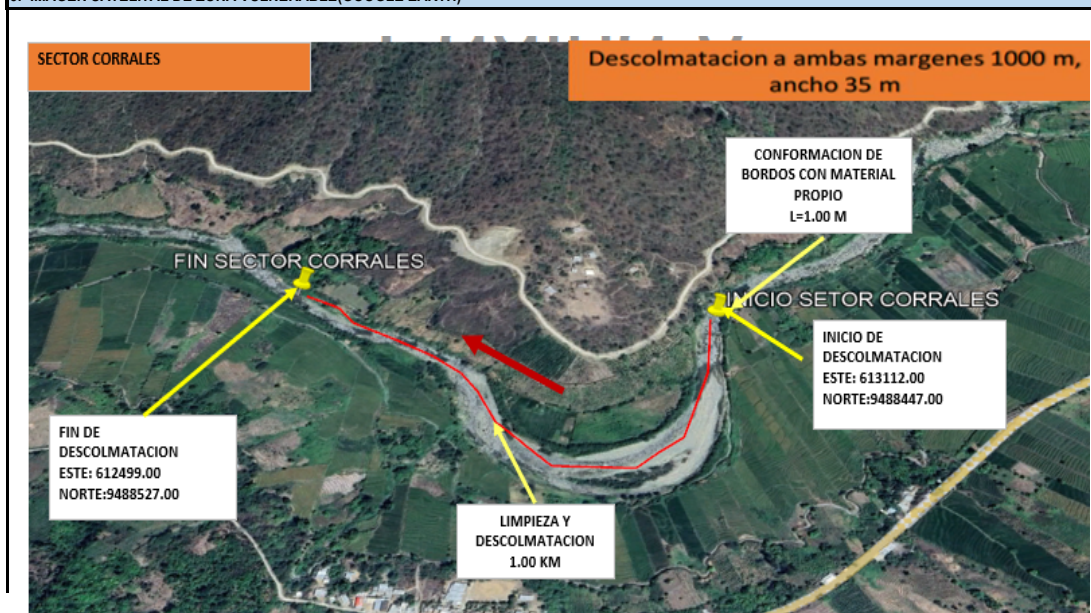 SECTOR CORRALES
Descolmatacion a ambas margenes 1000 m,
ancho 35 m
CONFORMACION DE
BORDOS CON MATERIAL
PROPIO
L=1.00 M
FIN SECTOR CORRALES
INICIO SETOR CORRALES
INICIO DE
DESCOLMATACION
ESTE: 613112.00
NORTE:9488447.00
FIN DE
DESCOLMATACION
ESTE: 612499.00
NORTE:9488527.00
LIMPIEZA Y
DESCOLMATACION
1.00 KM